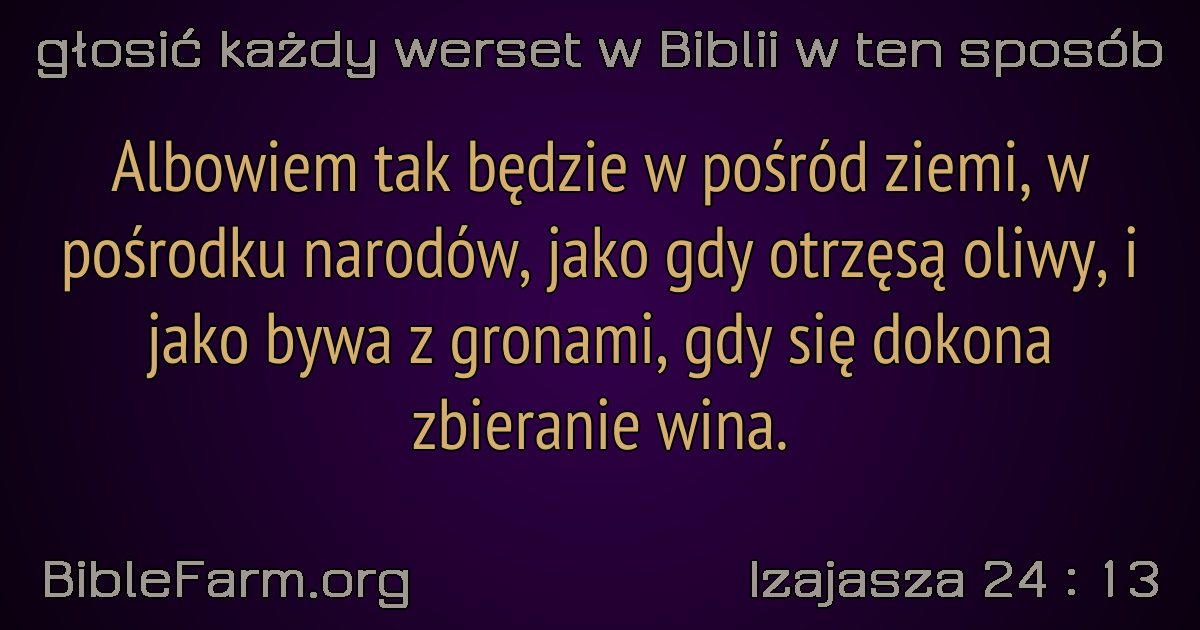 głosić każdy werset w Biblii w ten sposób
Albowiem tak będzie w pośród ziemi, w
pośrodku narodów, jako gdy otrzęsą oliwy, i
jako bywa z gronami, gdy się dokona
zbieranie wina.
BibleFarm.org
Izajasza 24 : 13